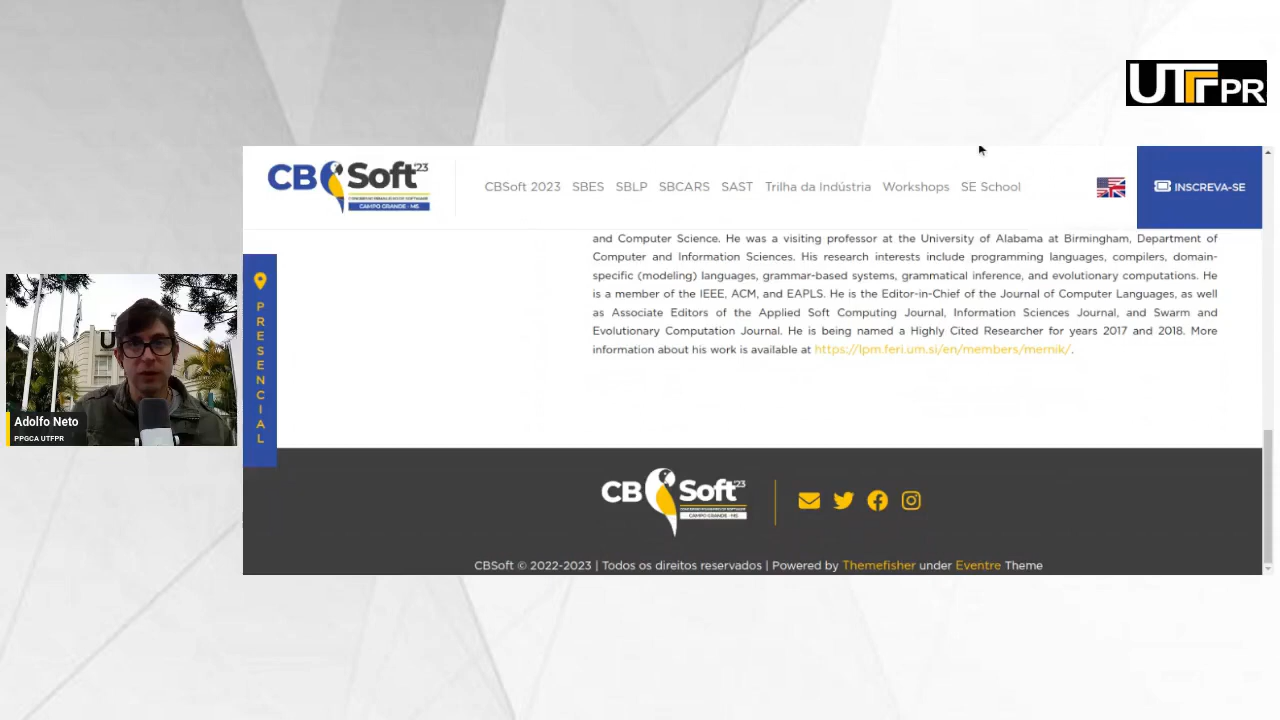 UTFPR
CBSoft'23
CAMPO GRANDE - MS
CBSoft 2023 SBES SBLP SBCARS SAST Trilha da Indústria Workshops SE School
INSCREVA-SE
and Computer Science. He was a visiting professor at the University of Alabama at Birmingham, Department of
Computer and Information Sciences. His research interests include programming languages, compilers, domain-
specific (modeling) languages, grammar-based systems, grammatical inference, and evolutionary computations. He
is a member of the IEEE, ACM, and EAPLS. He is the Editor-in-Chief of the Journal of Computer Languages, as well
as Associate Editors of the Applied Soft Computing Journal, Information Sciences Journal, and Swarm and
Evolutionary Computation Journal. He is being named a Highly Cited Researcher for years 2017 and 2018. More
information about his work is available at https://lpm.feri.um.si/en/members/mernik/.
PRESENCIAL
U
Adolfo Neto
PPGCA UTFPR
CBSoft'23
CAMPO GRANDE - MS
CBSoft © 2022-2023 | Todos os direitos reservados | Powered by Themefisher under Eventre Theme